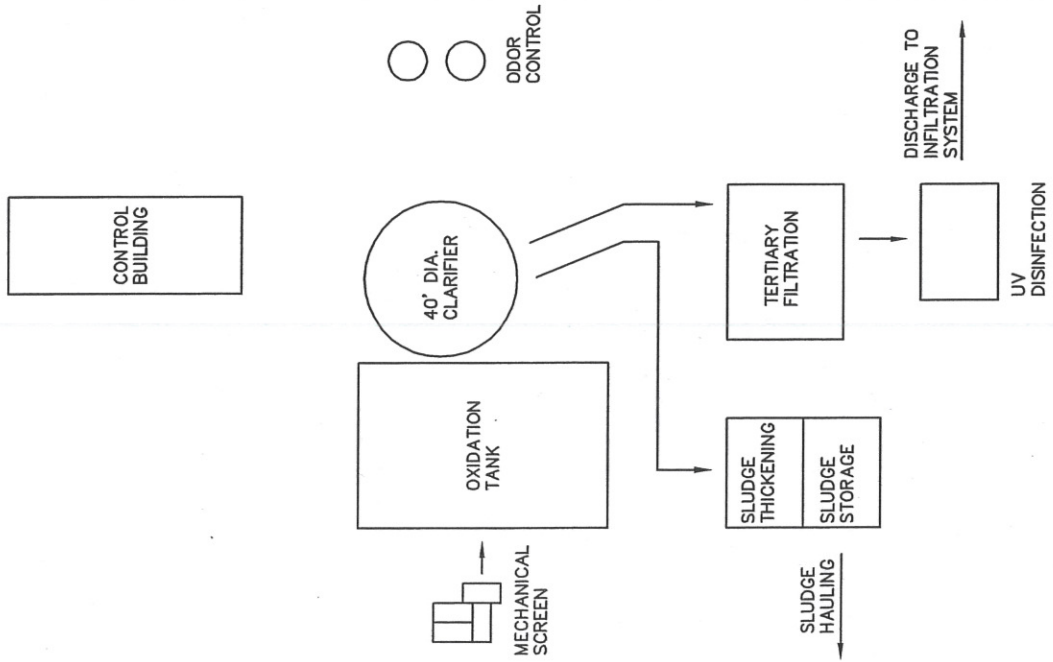 CONTROL
BUILDING
ODOR
CONTROL
40' DIA.
CLARIFIER
OXIDATION
TANK
MECHANICAL
SCREEN
SLUDGE
THICKENING
SLUDGE
STORAGE
SLUDGE
HAULING
TERTIARY
FILTRATION
UV
DISINFECTION
DISCHARGE TO
INFILTRATION
SYSTEM